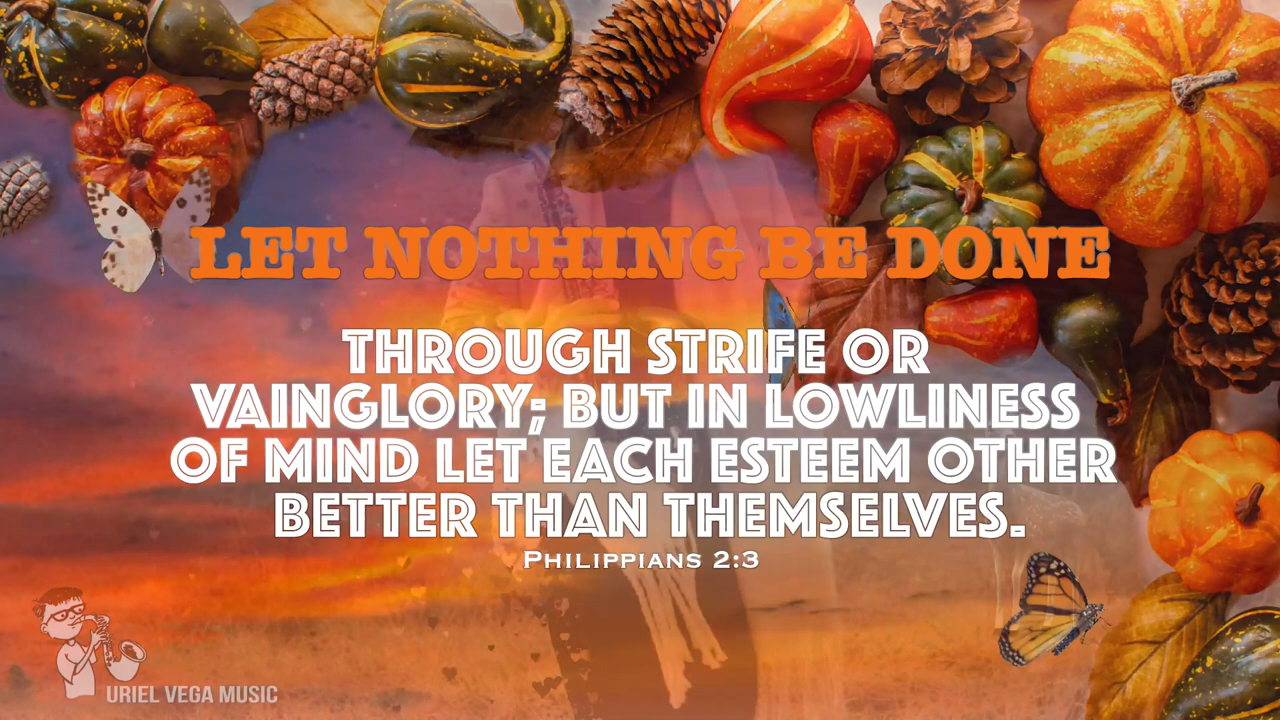 LET NOTHING BE DONE
THROUGH STRIFE OR
VAINGLORY; BUT IN LOWLINESS
OF MIND LET EACH ESTEEM OTHER
BETTER THAN THEMSELVES.
PHILIPPIANS 2:3
URIEL VEGA MUSIC